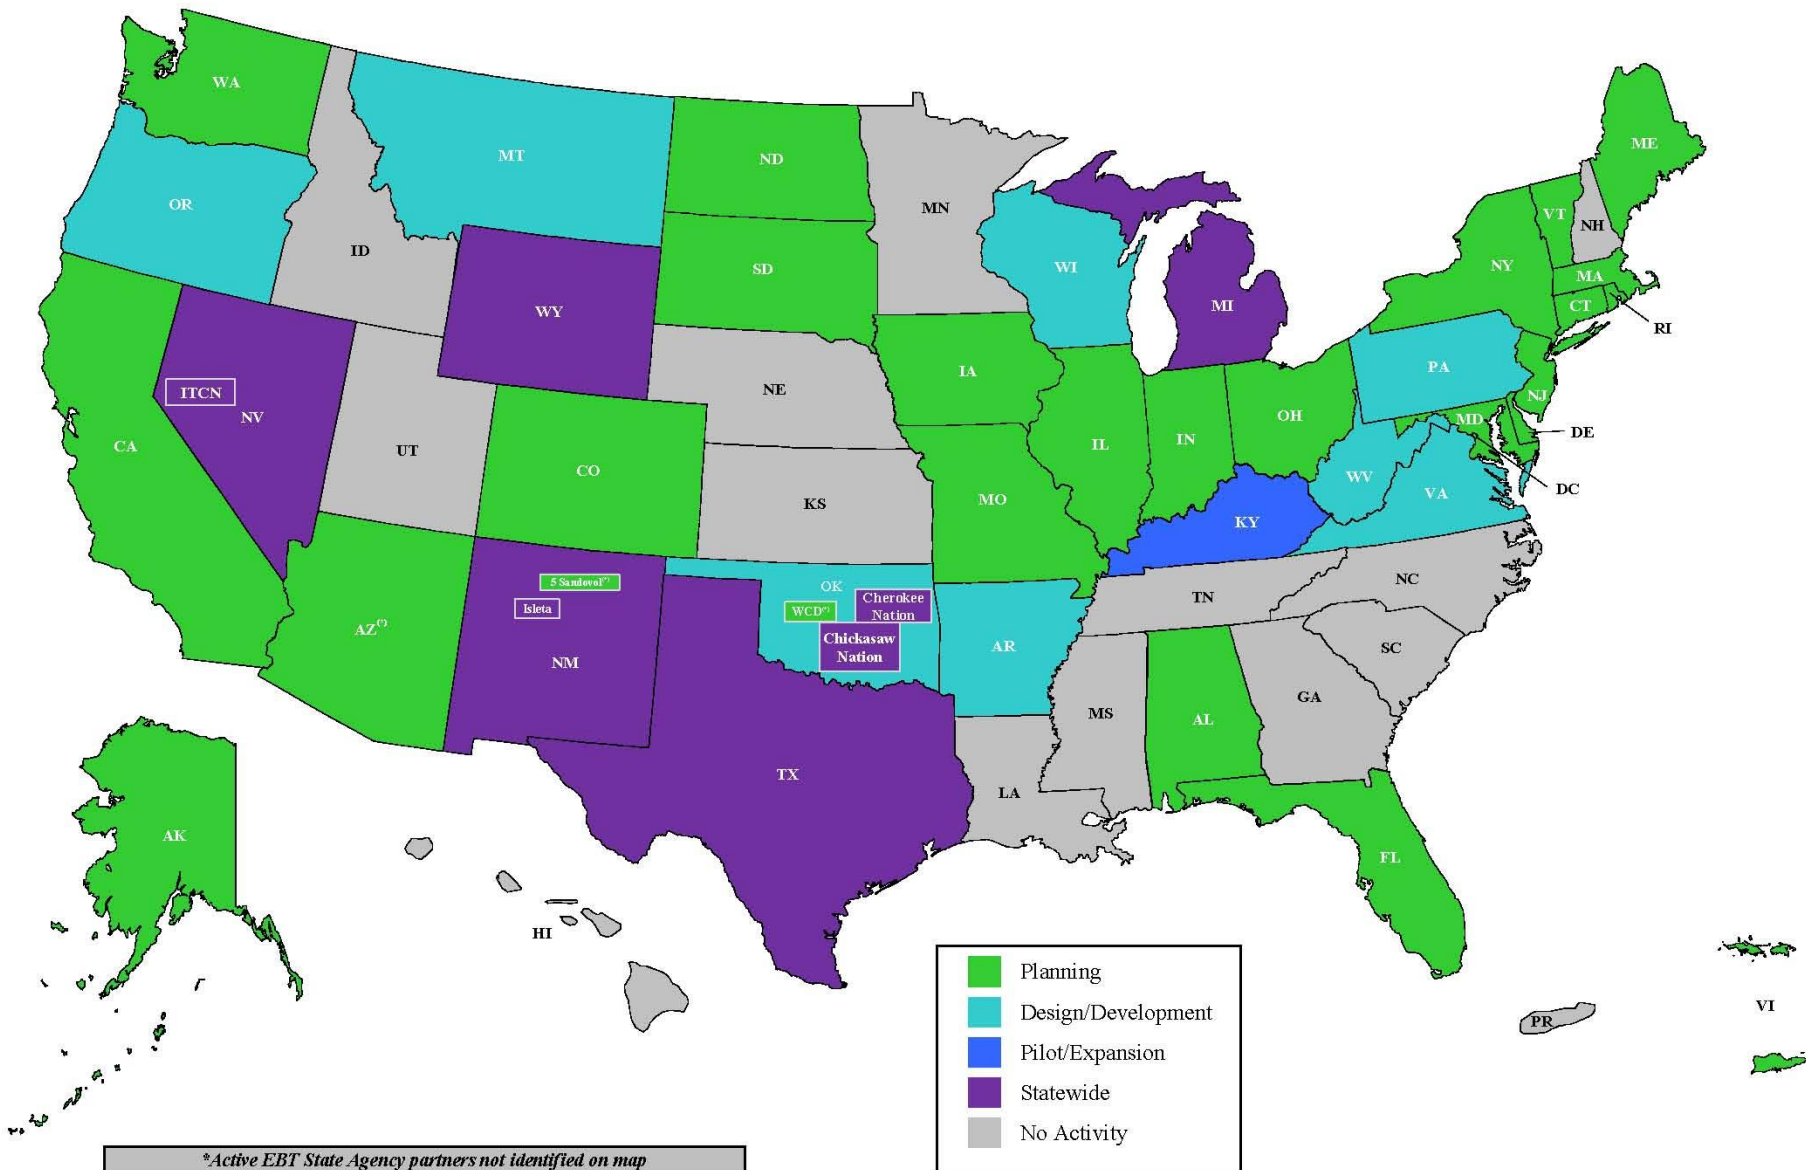 WA
OR
MT
ID
WY
ND
SD
MN
WI
MI
ME
VT
NH
NY
MA
CT
RI
PA
NJ
ITCN
NV
UT
CA
CO
NE
KS
IA
MO
IL
IN
OH
MD
DE
DC
WV
VA
KY
AZ(*)
5 Sandoval(*)
Isleta
NM
OK
WCD(*)
Cherokee
Nation
Chickasaw
Nation
AR
TN
NC
SC
GA
AL
MS
LA
TX
FL
AK
HI
PR
VI
Planning
Design/Development
Pilot/Expansion
Statewide
No Activity
*Active EBT State Agency partners not identified on map